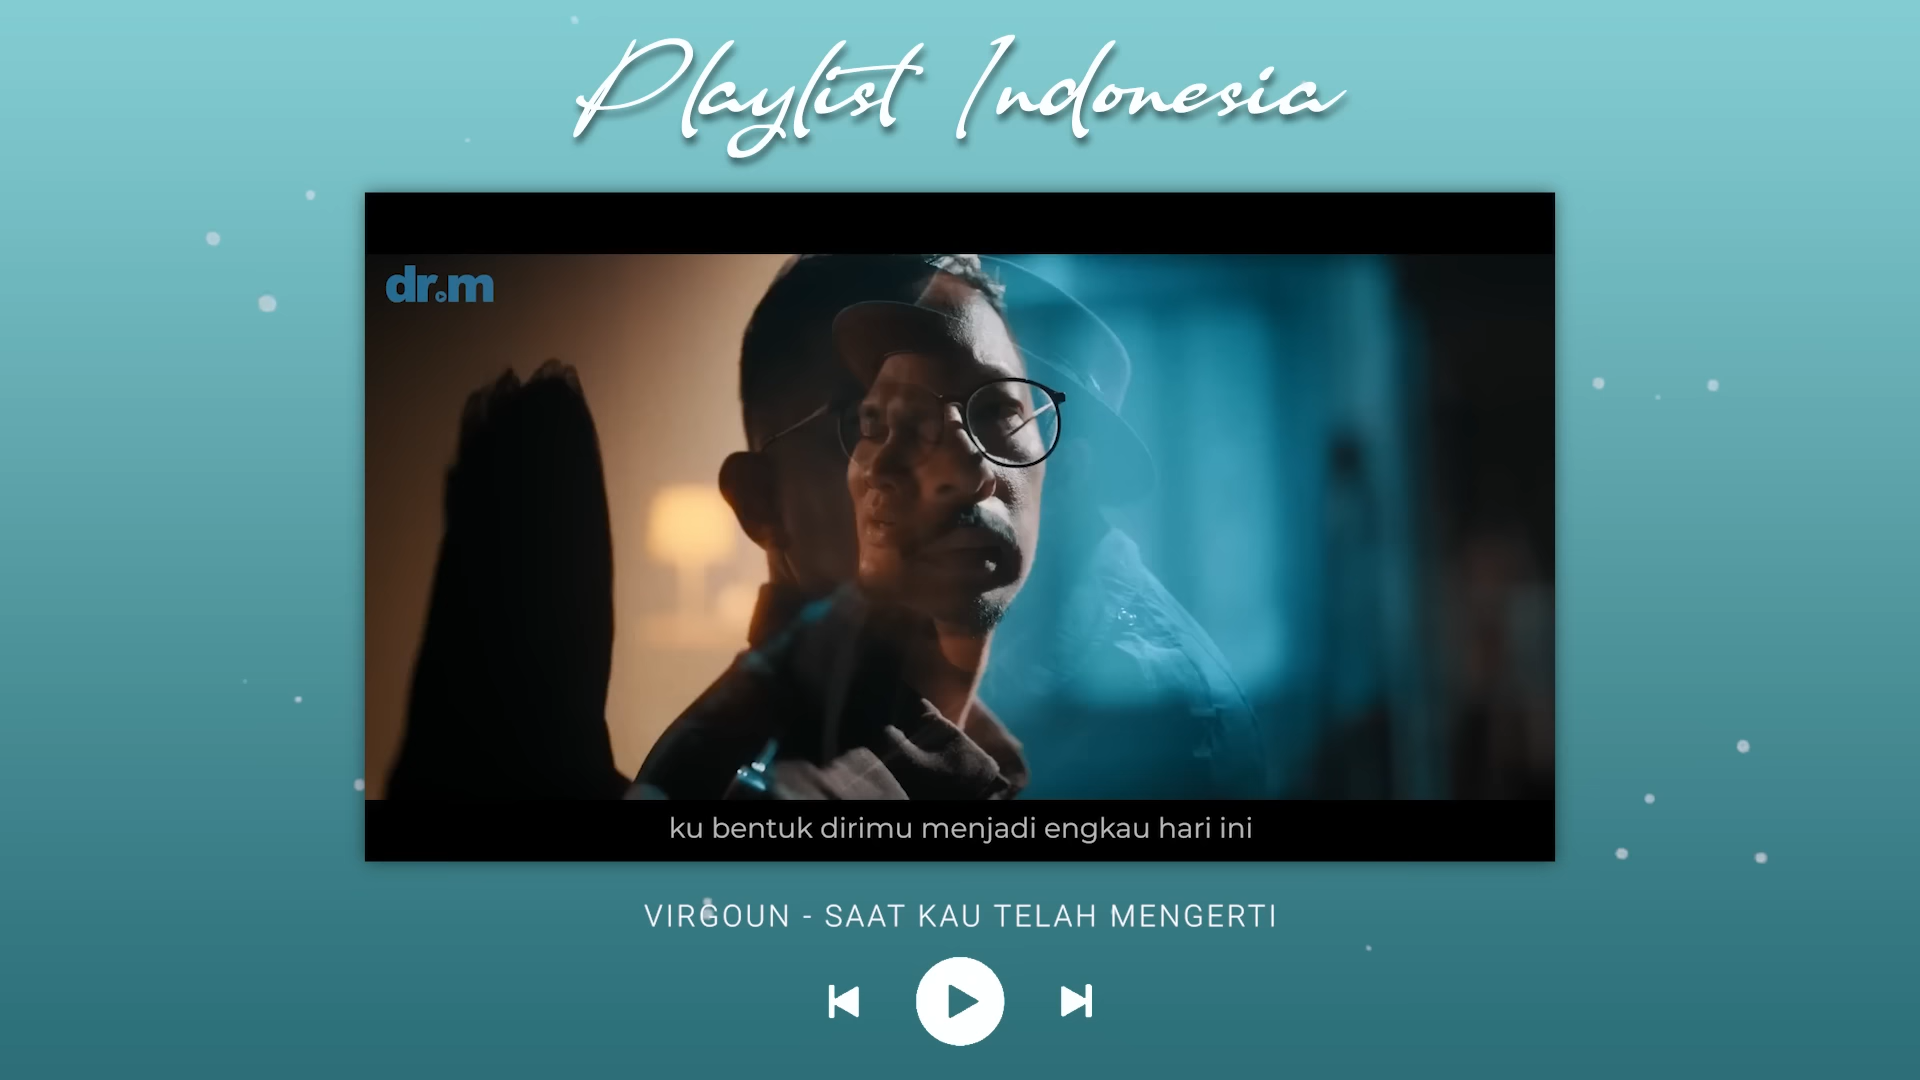 Playlist Indonesia
dr.m
ku bentuk dirimu menjadi engkau hari ini
VIRGOUN - SAAT KAU TELAH MENGERTI